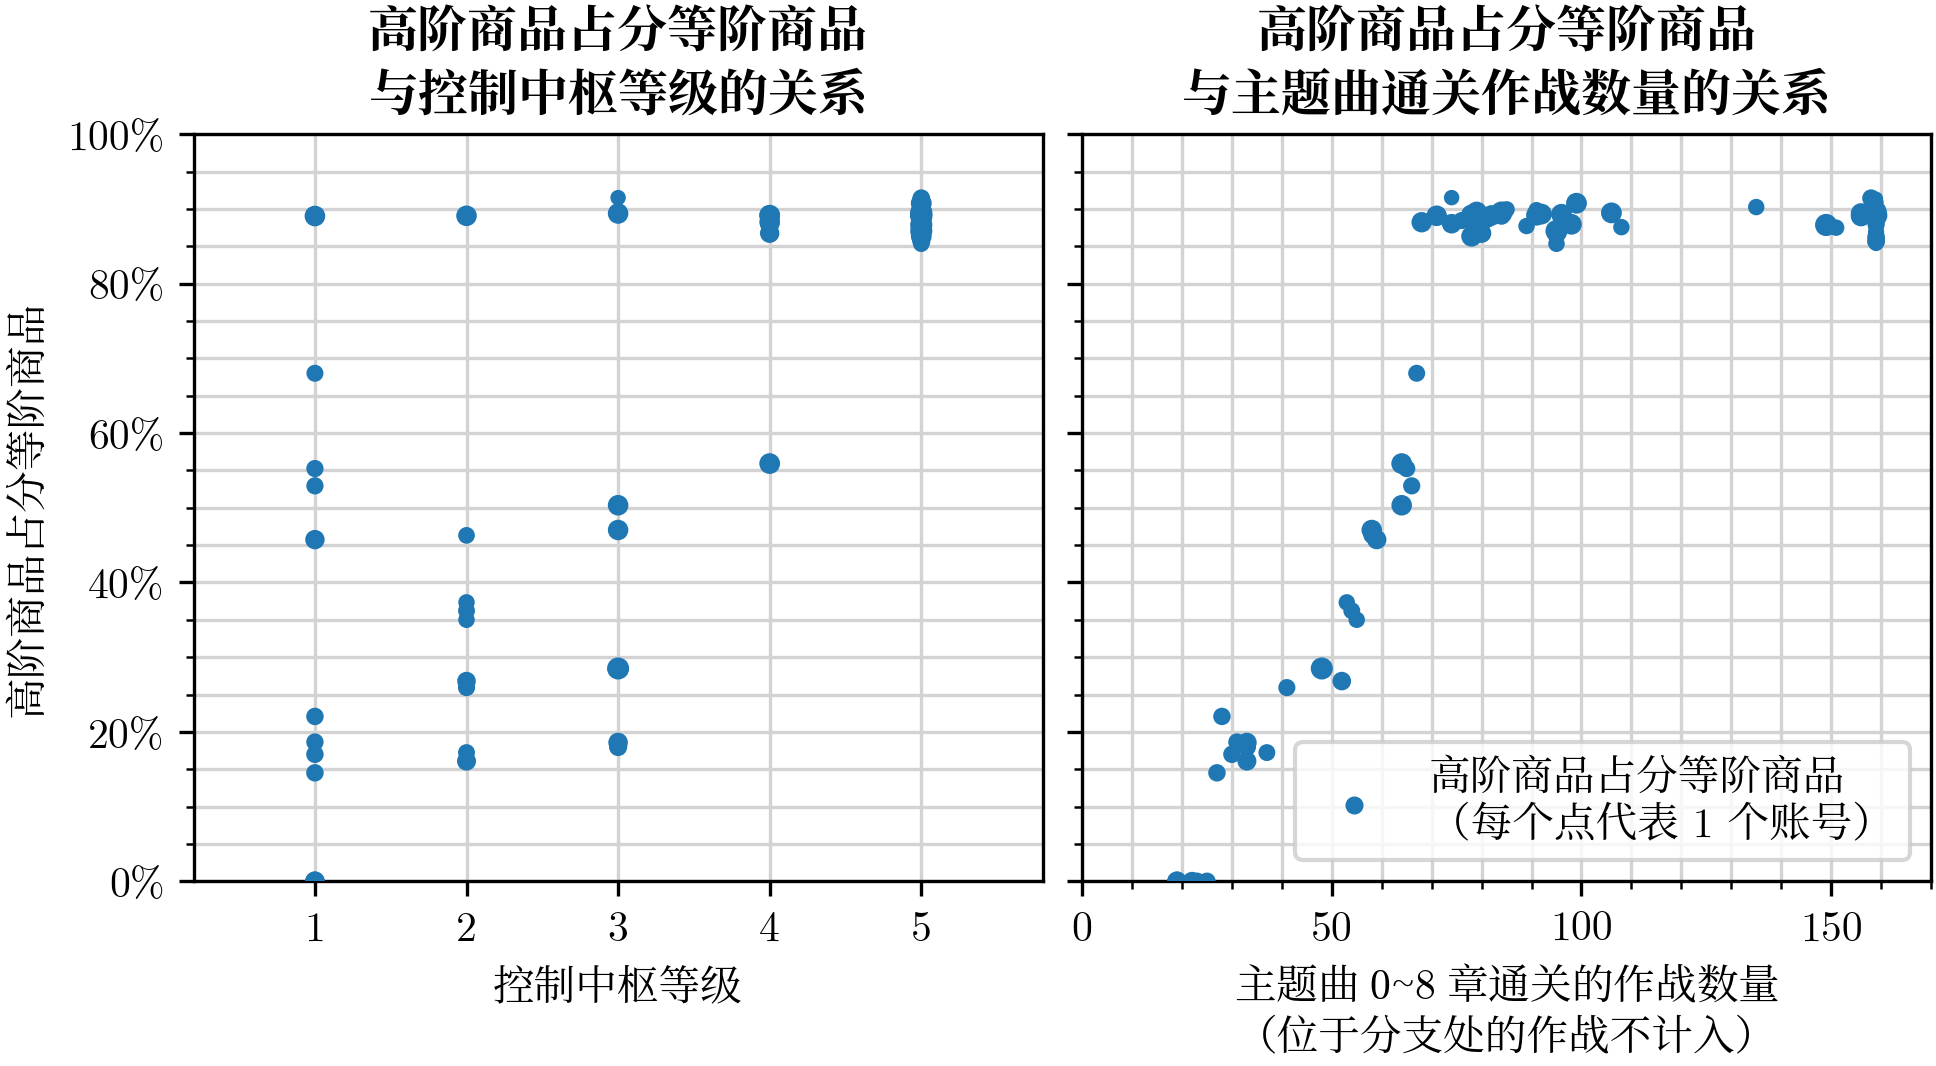 高阶商品占分等阶商品
与控制中枢等级的关系
高阶商品占分等阶商品
与主题曲通关作战数量的关系
高阶商品占分等阶商品
100%
80%
60%
40%
20%
0%
1 2 3 4 5
控制中枢等级
高阶商品占分等阶商品
（每个点代表 1 个账号）
0 50 100 150
主题曲 0~8 章通关的作战数量
（位于分支处的作战不计入）